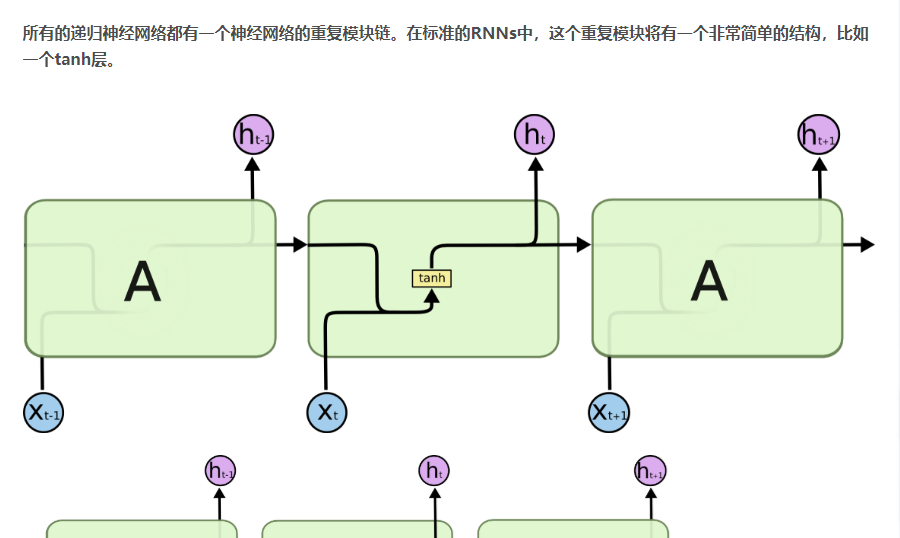 所有的递归神经网络都有一个神经网络的重复模块链。在标准的RNNs中，这个重复模块将有一个非常简单的结构，比如
一个tanh层。
ht-1 ht ht+1
A A
tanh
Xt-1 Xt Xt+1
ht-1 ht ht+1